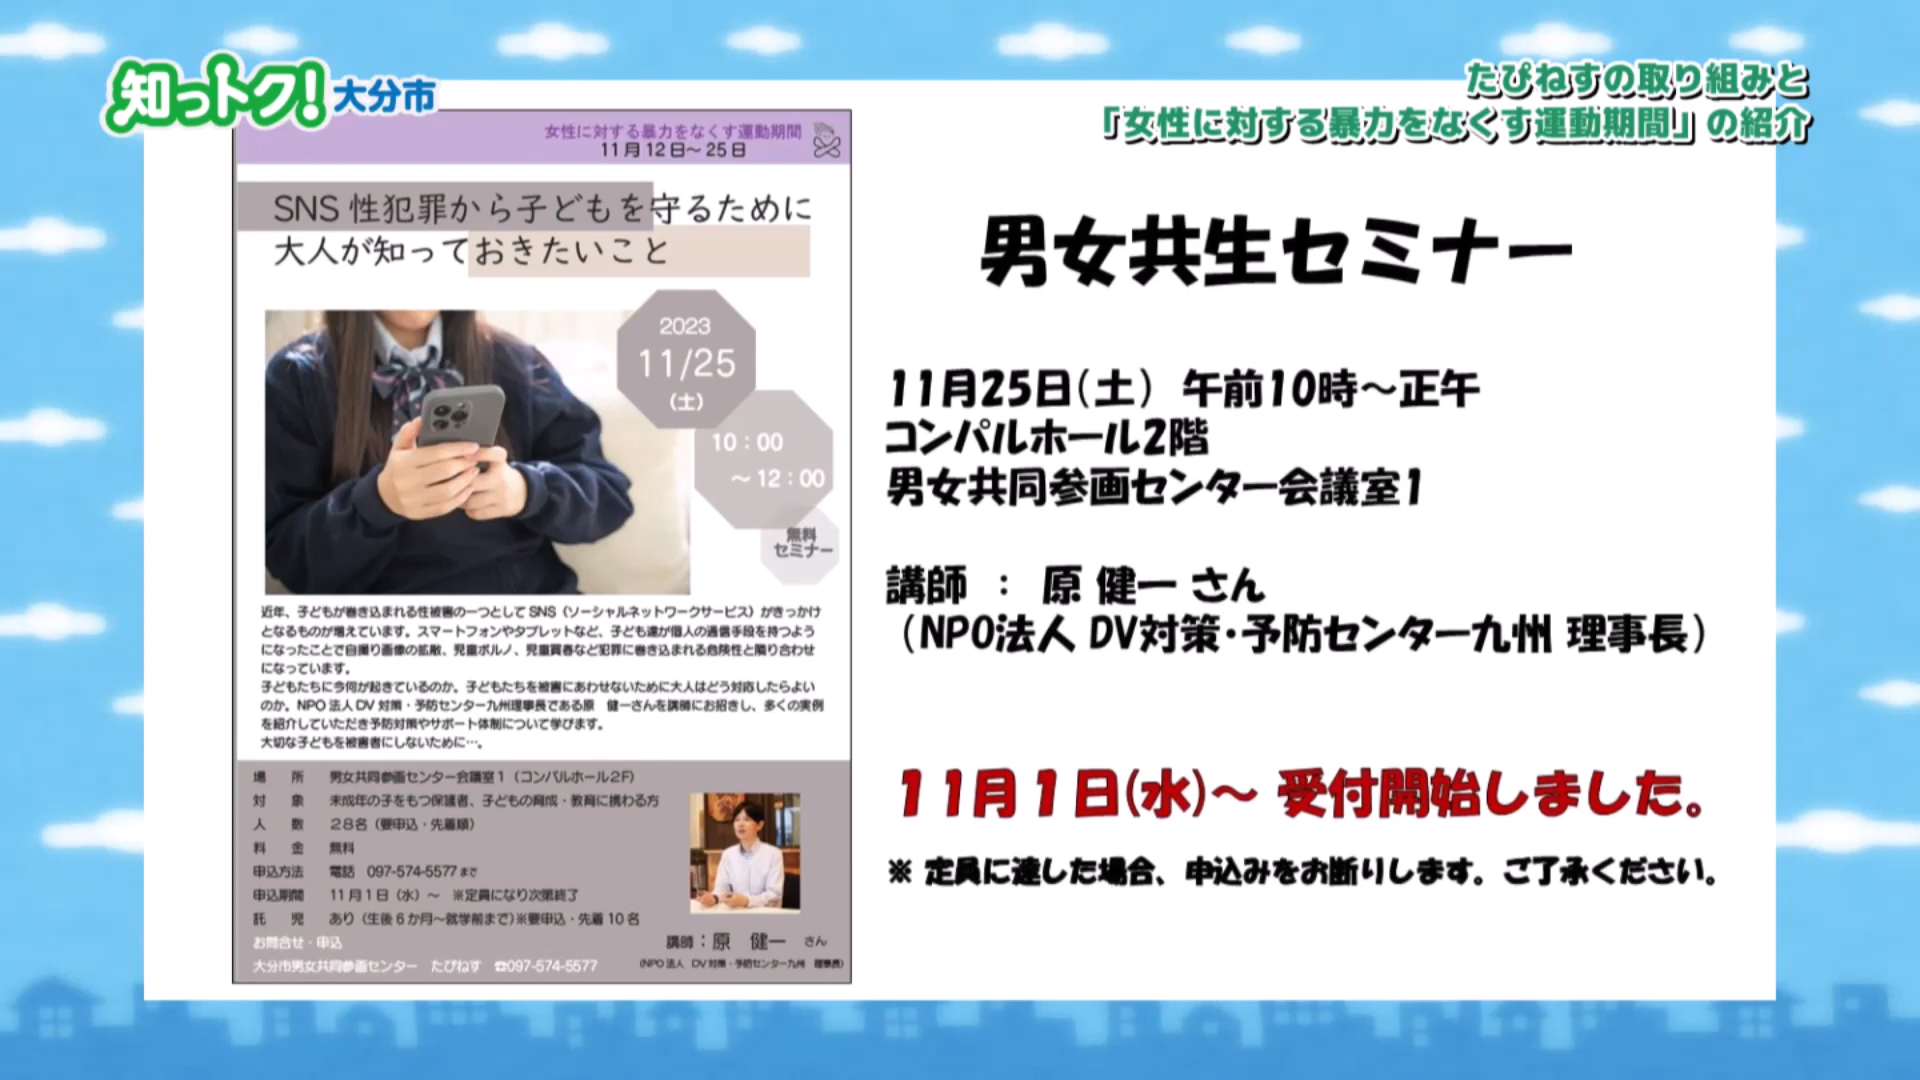 知っトク!大分市
たぴねすの取り組みと
「女性に対する暴力をなくす運動期間」の紹介
女性に対する暴力をなくす運動期間
11月12日〜25日
SNS 性犯罪から子どもを守るために
大人が知っておきたいこと
2023
11/25
(土)
10:00
〜12:00
無料
セミナー
近年、子どもが巻き込まれる性被害の一つとして SNS（ソーシャルネットワークサービス）がきっかけ
となるものが増えています。スマートフォンやタブレットなど、子ども達が個人の通信手段を持つよう
になったことで自撮り画像の拡散、児童ポルノ、児童買春など犯罪に巻き込まれる危険性と隣り合わせ
になっています。
子どもたちに今何が起きているのか。子どもたちを被害にあわせないために大人はどう対応したらよい
のか。NPO 法人 DV 対策・予防センター九州理事長である原　健一さんを講師にお招きし、多くの実例
を紹介していただき予防対策やサポート体制について学びます。
大切な子どもを被害者にしないために…。
場　所　男女共同参画センター会議室１（コンパルホール２F）
対　象　未成年の子をもつ保護者、子どもの育成・教育に携わる方
人　数　２８名（要申込・先着順）
料　金　無料
申込方法　電話　097-574-5577まで
申込期間　11月１日（水）〜　※定員になり次第終了
託　児　あり（生後６か月〜就学前まで）※要申込・先着 10 名
お問合せ・申込
大分市男女共同参画センター　たぴねす　☎097-574-5577
講師：原　健一　さん
(NPO 法人　DV 対策・予防センター九州　理事長)
男女共生セミナー
11月25日(土)　午前10時〜正午
コンパルホール2階
男女共同参画センター会議室1
講師 ： 原 健一 さん
（NPO法人 DV対策・予防センター九州 理事長）
１１月１日(水)〜 受付開始しました。
※ 定員に達した場合、申込みをお断りします。ご了承ください。